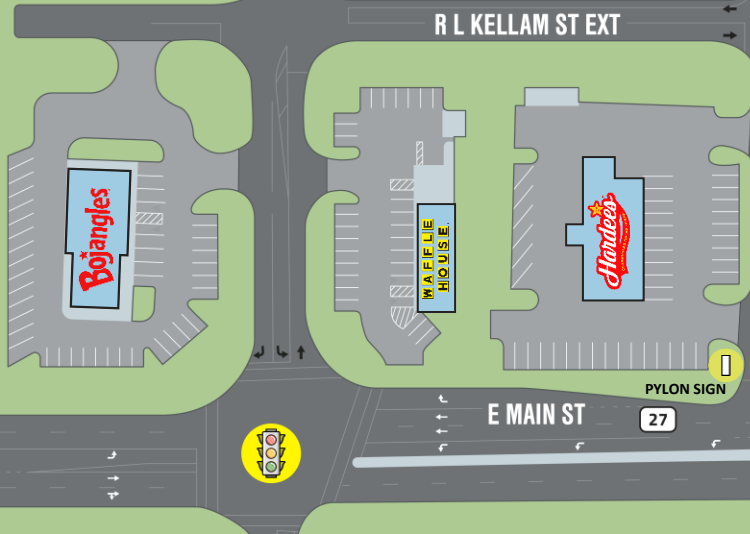 R L KELLAM ST EXT
Bojangles
WAFFLE
HOUSE
Hardee's
PYLON SIGN
E MAIN ST
27